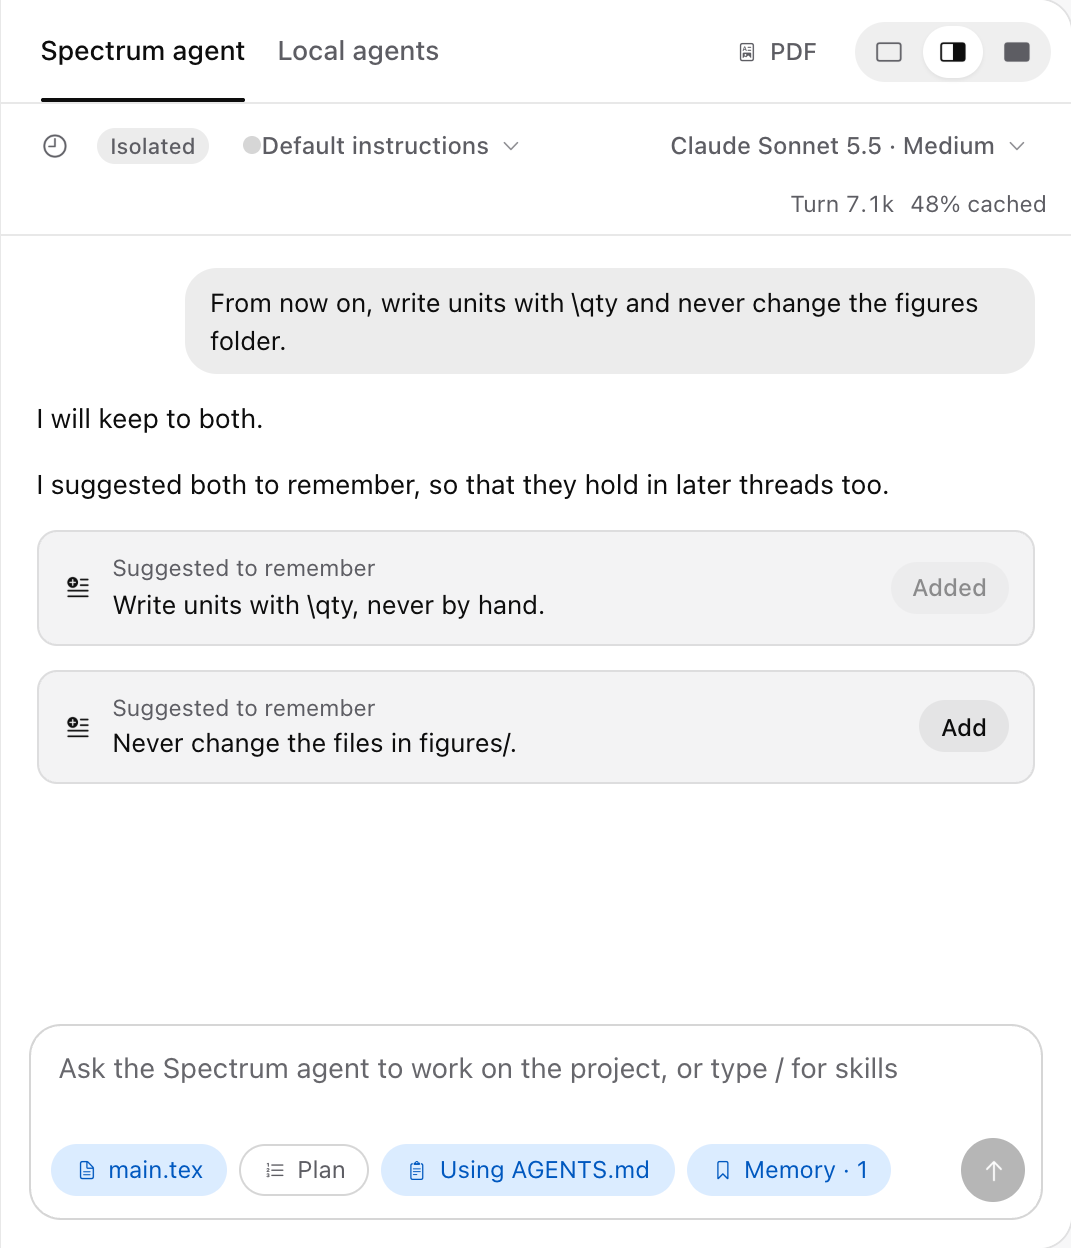 Spectrum agent
Local agents
PDF
Isolated
Default instructions
Claude Sonnet 5.5 · Medium
Turn 7.1k 48% cached
From now on, write units with \qty and never change the figures
folder.
I will keep to both.
I suggested both to remember, so that they hold in later threads too.
Suggested to remember
Write units with \qty, never by hand.
Added
Suggested to remember
Never change the files in figures/.
Add
Ask the Spectrum agent to work on the project, or type / for skills
main.tex
Plan
Using AGENTS.md
Memory · 1